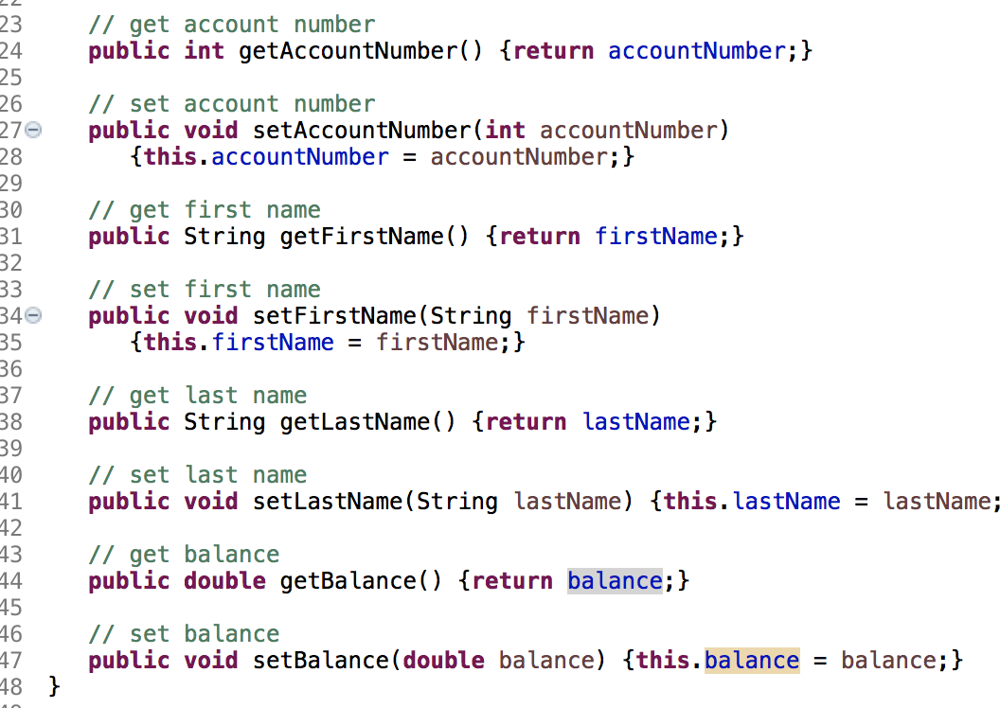 23 // get account number
24 public int getAccountNumber() {return accountNumber;}
25
26 // set account number
27 public void setAccountNumber(int accountNumber)
28 {this.accountNumber = accountNumber;}
29
30 // get first name
31 public String getFirstName() {return firstName;}
32
33 // set first name
34 public void setFirstName(String firstName)
35 {this.firstName = firstName;}
36
37 // get last name
38 public String getLastName() {return lastName;}
39
40 // set last name
41 public void setLastName(String lastName) {this.lastName = lastName;
42
43 // get balance
44 public double getBalance() {return balance;}
45
46 // set balance
47 public void setBalance(double balance) {this.balance = balance;}
48 }